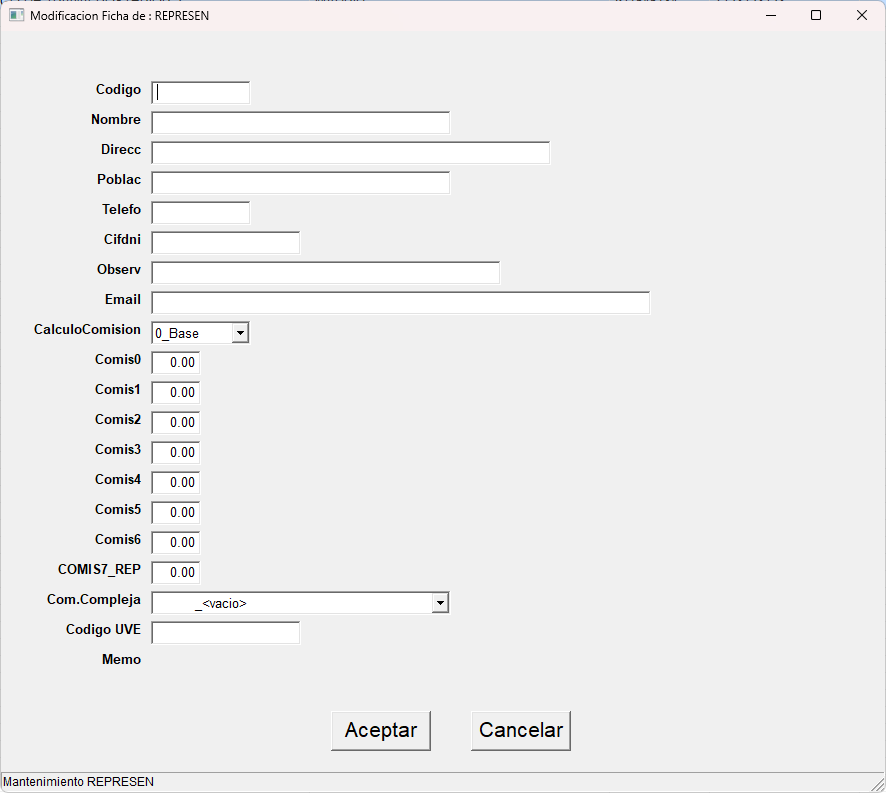 Modificacion Ficha de : REPRESEN
Codigo
Nombre
Direcc
Poblac
Telefo
Cifdni
Observ
Email
CalculoComision 0_Base
Comis0 0.00
Comis1 0.00
Comis2 0.00
Comis3 0.00
Comis4 0.00
Comis5 0.00
Comis6 0.00
COMIS7_REP 0.00
Com.Compleja _<vacio>
Codigo UVE
Memo
Aceptar Cancelar
Mantenimiento REPRESEN